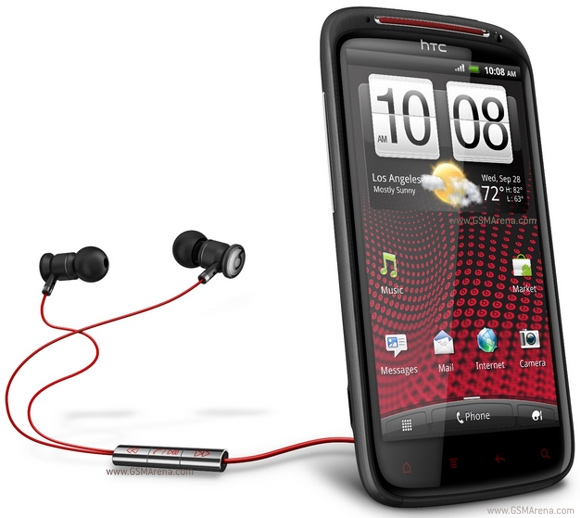 hTC
10:08 AM
10 08
AM
Los Angeles
Mostly Sunny
Wed, Sep 28
72° H: 82°
L: 63°
www.GSMArena.com
Music
Market
Messages
Mail
Internet
Camera
Phone
www.GSMArena.com
www.GSMArena.com